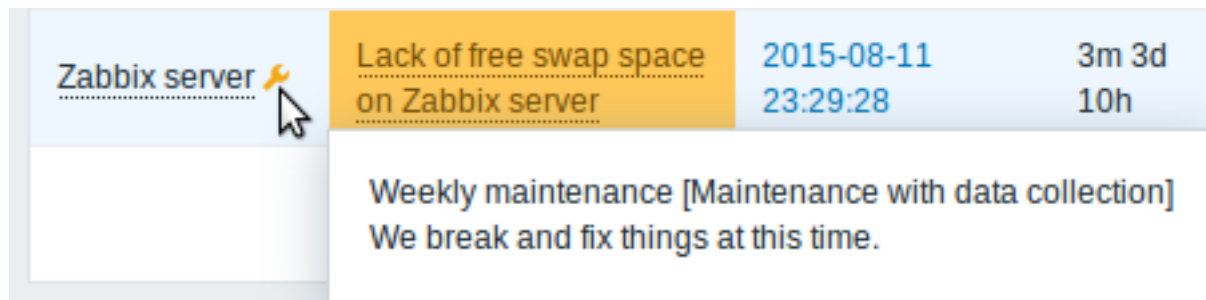 Zabbix server
Lack of free swap space
on Zabbix server
2015-08-11
23:29:28
3m 3d
10h
Weekly maintenance [Maintenance with data collection]
We break and fix things at this time.